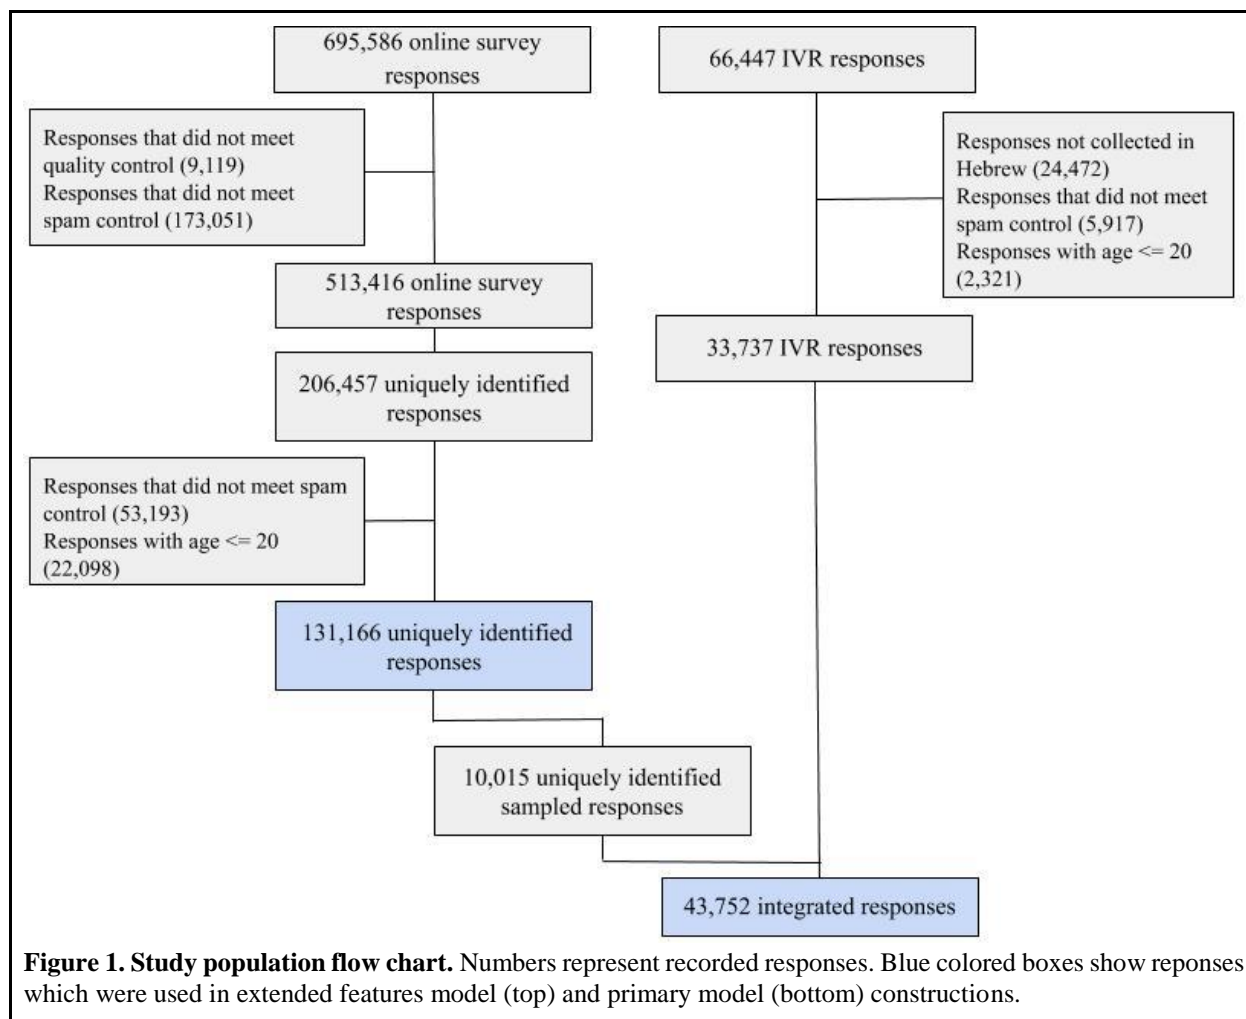 695,586 online survey
responses
66,447 IVR responses
Responses that did not meet
quality control (9,119)
Responses that did not meet
spam control (173,051)
Responses not collected in
Hebrew (24,472)
Responses that did not meet
spam control (5,917)
Responses with age <= 20
(2,321)
513,416 online survey
responses
33,737 IVR responses
206,457 uniquely identified
responses
Responses that did not meet spam
control (53,193)
Responses with age <= 20
(22,098)
131,166 uniquely identified
responses
10,015 uniquely identified
sampled responses
43,752 integrated responses
Figure 1. Study population flow chart. Numbers represent recorded responses. Blue colored boxes show reponses
which were used in extended features model (top) and primary model (bottom) constructions.